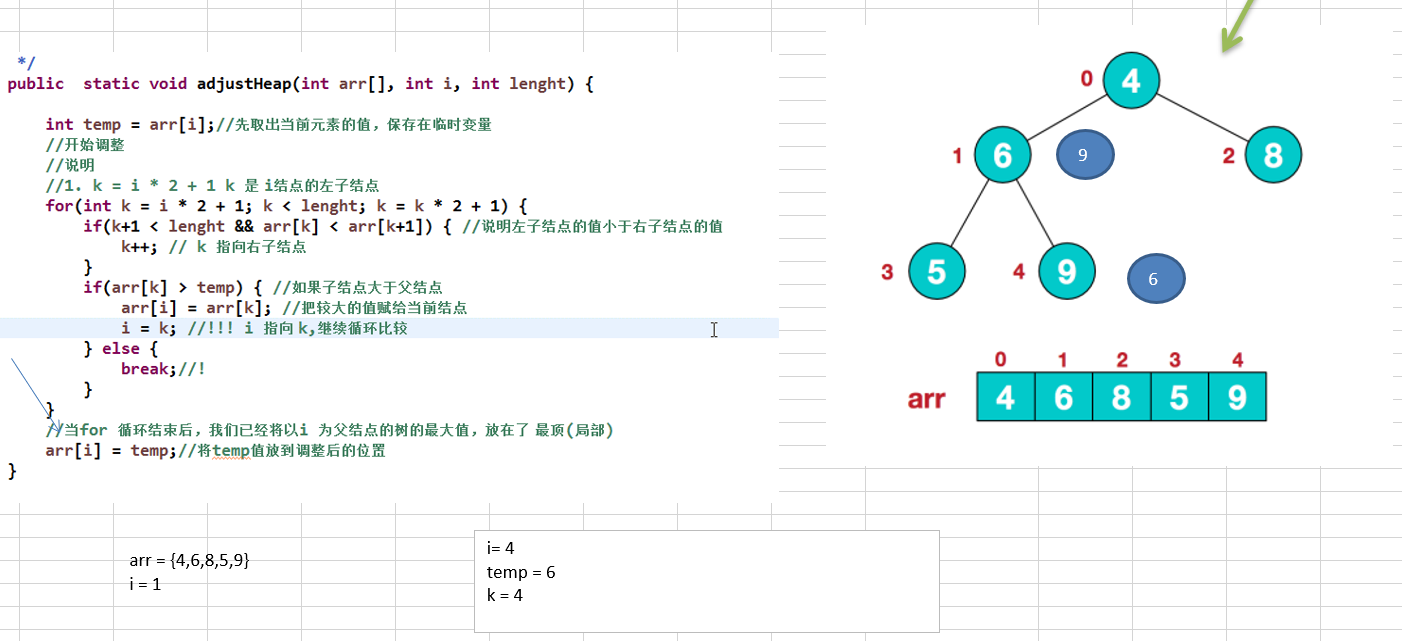 */
public  static void adjustHeap(int arr[], int i, int lenght) {
int temp = arr[i];//先取出当前元素的值，保存在临时变量
//开始调整
//说明
//1. k = i * 2 + 1 k 是 i结点的左子结点
for(int k = i * 2 + 1; k < lenght; k = k * 2 + 1) {
if(k+1 < lenght && arr[k] < arr[k+1]) { //说明左子结点的值小于右子结点的值
k++; // k 指向右子结点
}
if(arr[k] > temp) { //如果子结点大于父结点
arr[i] = arr[k]; //把较大的值赋给当前结点
i = k; //!!! i 指向 k,继续循环比较
} else {
break;//!
}
}
//当for 循环结束后，我们已经将以i 为父结点的树的最大值，放在了 最顶(局部)
arr[i] = temp;//将temp值放到调整后的位置
}
0 4
1 6 9 2 8
3 5 4 9 6
0 1 2 3 4
arr 4 6 8 5 9
arr = {4,6,8,5,9}
i = 1
i= 4
temp = 6
k = 4